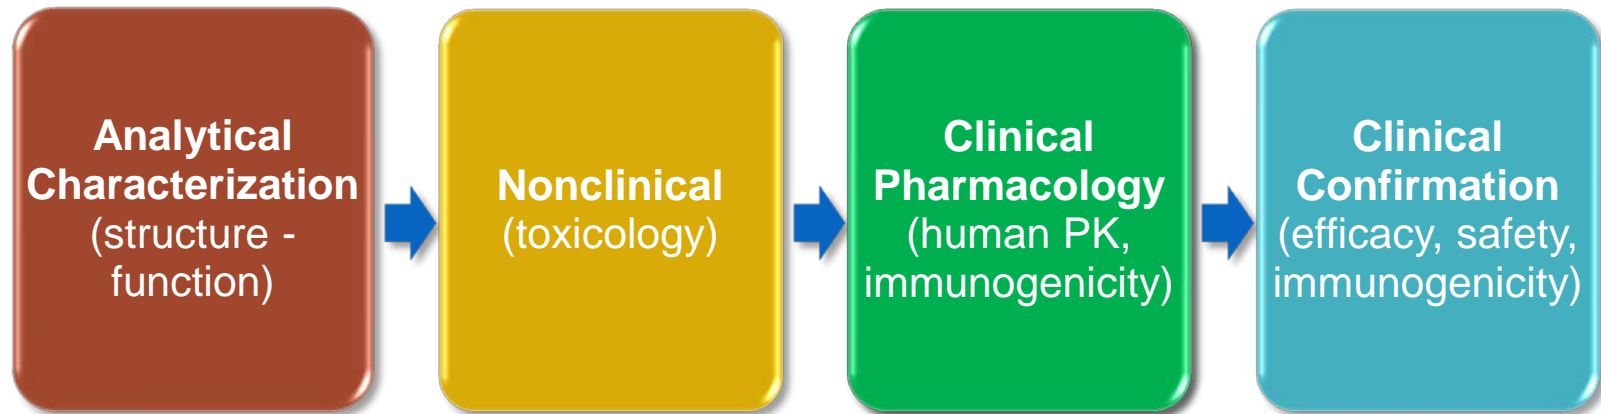 Analytical
Characterization
(structure -
function)
Nonclinical
(toxicology)
Clinical
Pharmacology
(human PK,
immunogenicity)
Clinical
Confirmation
(efficacy, safety,
immunogenicity)